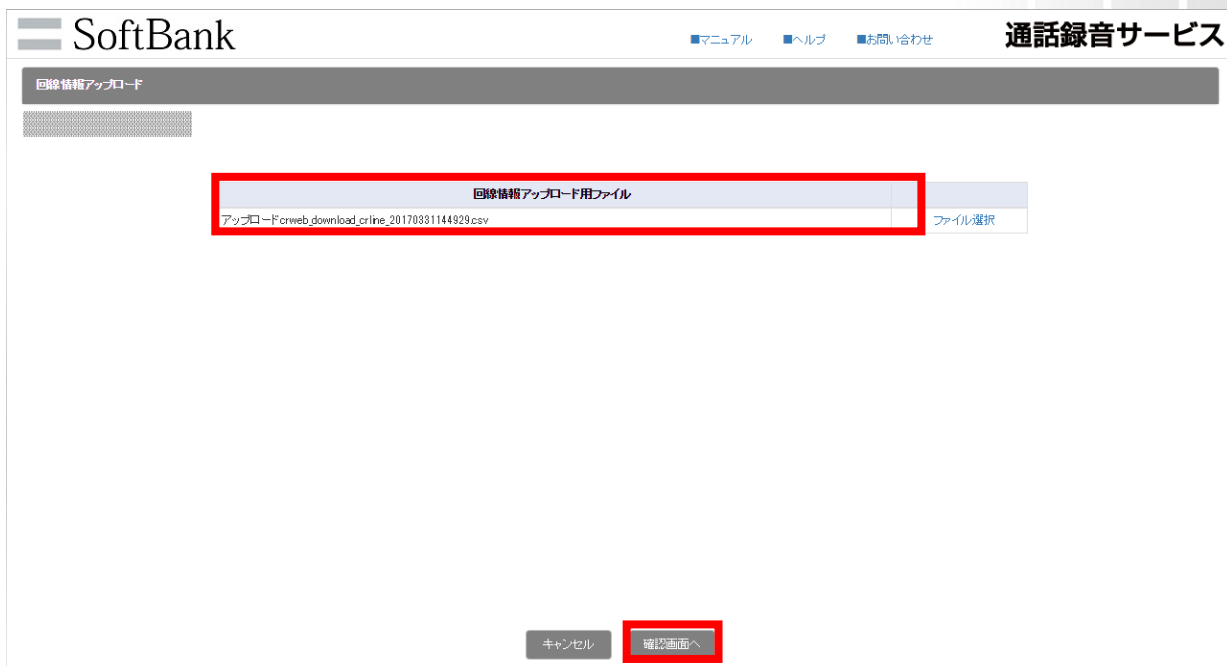 SoftBank
■マニュアル ■ヘルプ ■お問い合わせ
通話録音サービス
回線情報アップロード
回線情報アップロード用ファイル
アップロードcrweb_download_crline_20170331144929.csv ファイル選択
キャンセル 確認画面へ